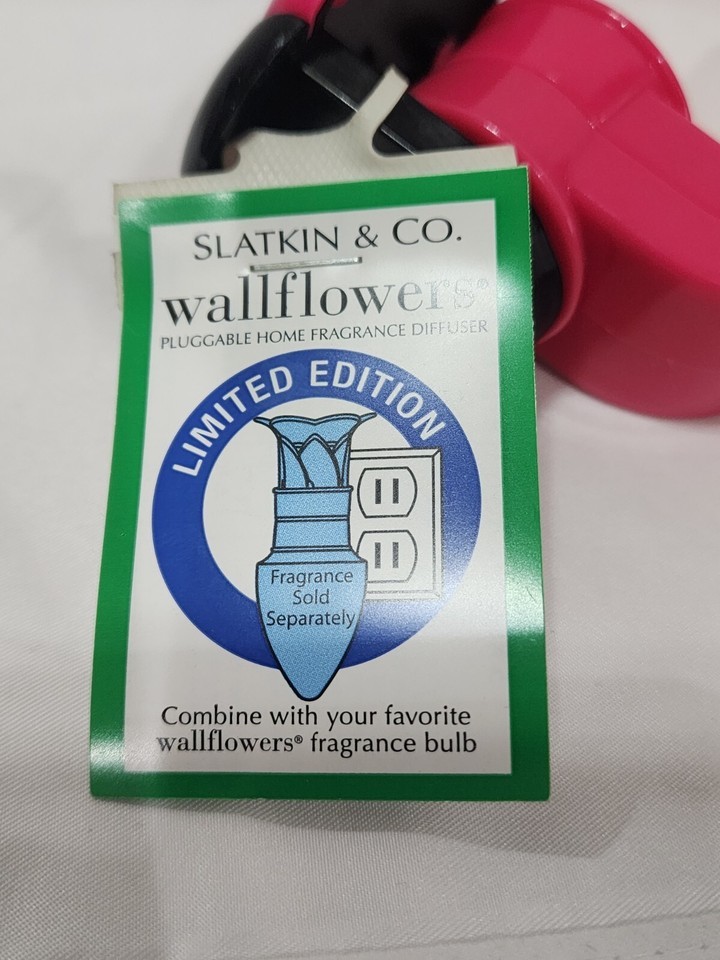 SLATKIN & CO.
wallflowers®
PLUGGABLE HOME FRAGRANCE DIFFUSER
LIMITED EDITION
Fragrance
Sold
Separately
Combine with your favorite
wallflowers® fragrance bulb